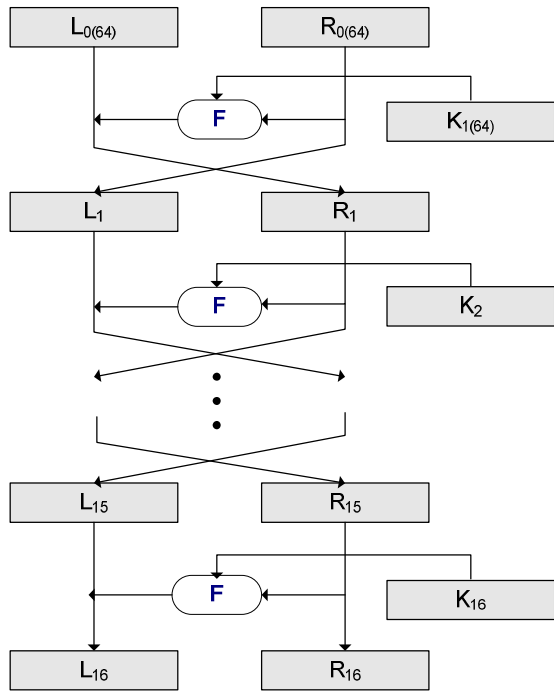 L₀₍₆₄₎ R₀₍₆₄₎
F
K₁₍₆₄₎
L₁ R₁
F
K₂
L₁₅ R₁₅
F
K₁₆
L₁₆ R₁₆